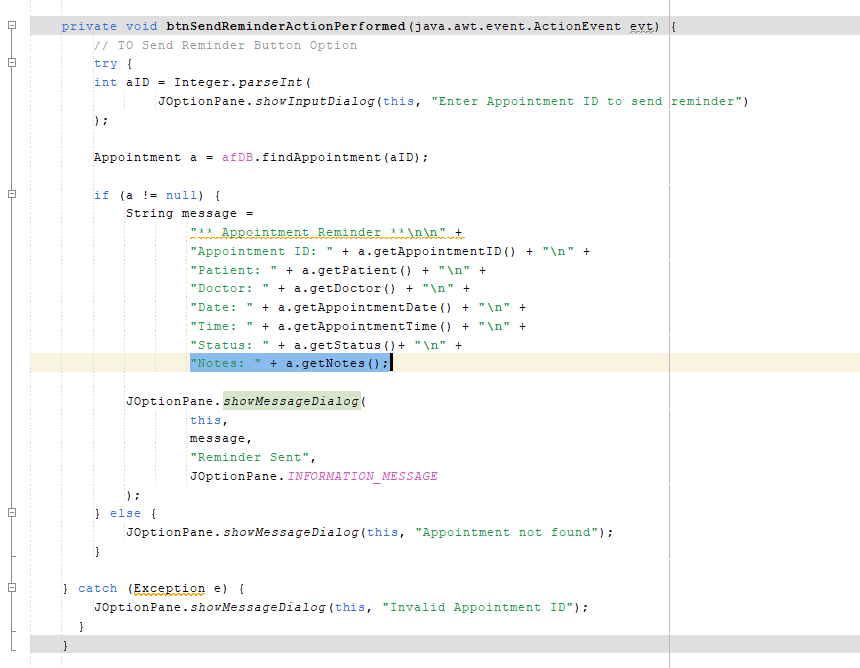 private void btnSendReminderActionPerformed(java.awt.event.ActionEvent evt) {
// TO Send Reminder Button Option
try {
int aID = Integer.parseInt(
JOptionPane.showInputDialog(this, "Enter Appointment ID to send reminder")
);
Appointment a = afDB.findAppointment(aID);
if (a != null) {
String message =
"** Appointment Reminder **\n\n" +
"Appointment ID: " + a.getAppointmentID() + "\n" +
"Patient: " + a.getPatient() + "\n" +
"Doctor: " + a.getDoctor() + "\n" +
"Date: " + a.getAppointmentDate() + "\n" +
"Time: " + a.getAppointmentTime() + "\n" +
"Status: " + a.getStatus()+ "\n" +
"Notes: " + a.getNotes();
JOptionPane.showMessageDialog(
this,
message,
"Reminder Sent",
JOptionPane.INFORMATION_MESSAGE
);
} else {
JOptionPane.showMessageDialog(this, "Appointment not found");
}
} catch (Exception e) {
JOptionPane.showMessageDialog(this, "Invalid Appointment ID");
}
}